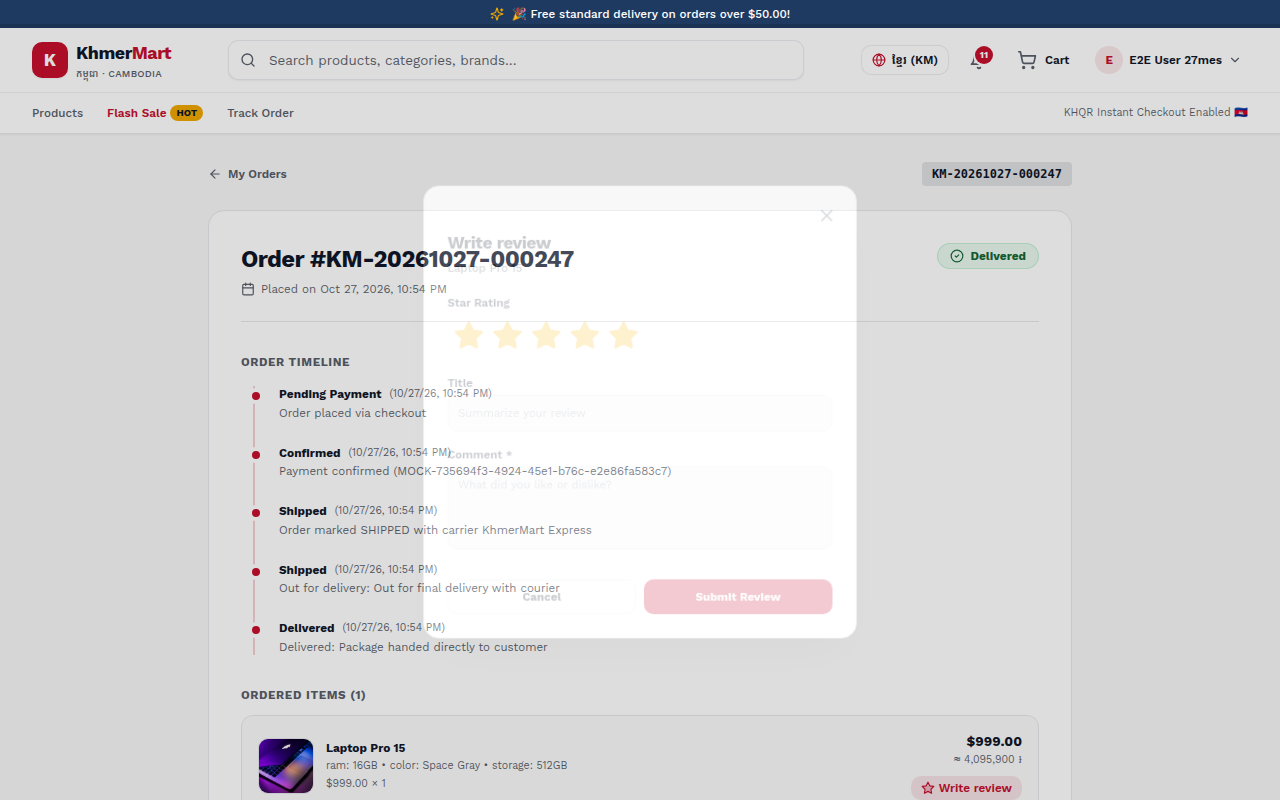 ✨ 🎉 Free standard delivery on orders over $50.00!
K KhmerMart
កម្ពុជា · CAMBODIA
Search products, categories, brands...
ខ្មែរ (KM)
11
Cart
E E2E User 27mes
Products
Flash Sale HOT
Track Order
KHQR Instant Checkout Enabled 🇰🇭
My Orders
KM-20261027-000247
Order #KM-20261027-000247
Delivered
Placed on Oct 27, 2026, 10:54 PM
Write review
Laptop Pro 15
Star Rating
Title
Summarize your review
Comment *
What did you like or dislike?
Cancel
Submit Review
ORDER TIMELINE
Pending Payment (10/27/26, 10:54 PM)
Order placed via checkout
Confirmed (10/27/26, 10:54 PM)
Payment confirmed (MOCK-735694f3-4924-45e1-b76c-e2e86fa583c7)
Shipped (10/27/26, 10:54 PM)
Order marked SHIPPED with carrier KhmerMart Express
Shipped (10/27/26, 10:54 PM)
Out for delivery: Out for final delivery with courier
Delivered (10/27/26, 10:54 PM)
Delivered: Package handed directly to customer
ORDERED ITEMS (1)
Laptop Pro 15
ram: 16GB • color: Space Gray • storage: 512GB
$999.00 × 1
$999.00
≈ 4,095,900 ៛
Write review